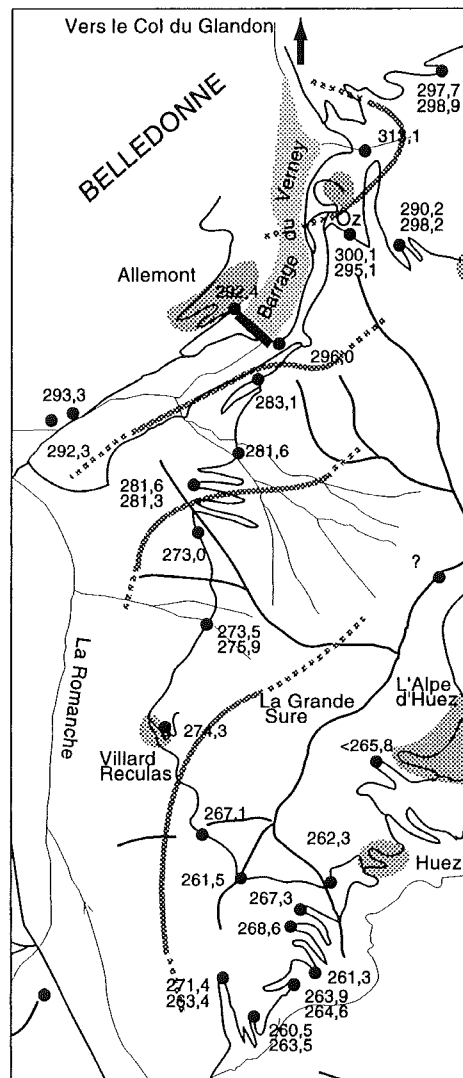 Vers le Col du Glandon
297,7
298,9
BELLEDONNE
313,1
Barrage du Verney
Oz
290,2
298,2
300,1
295,1
Allemont
292,4
296,0
293,3
283,1
292,3
281,6
281,6
281,3
273,0
?
273,5
275,9
La Romanche
La Grande
Sure
L'Alpe
d'Huez
274,3
Villard
Reculas
<265,8
267,1
262,3
Huez
261,5
267,3
268,6
261,3
271,4
263,4
263,9
264,6
260,5
263,5